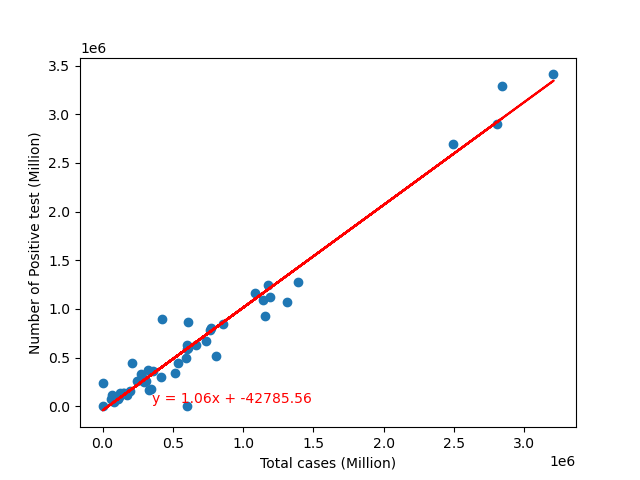 1e6
3.5
3.0
2.5
2.0
1.5
1.0
0.5
0.0
Number of Positive test (Million)
y = 1.06x + -42785.56
0.0 0.5 1.0 1.5 2.0 2.5 3.0
Total cases (Million)
1e6